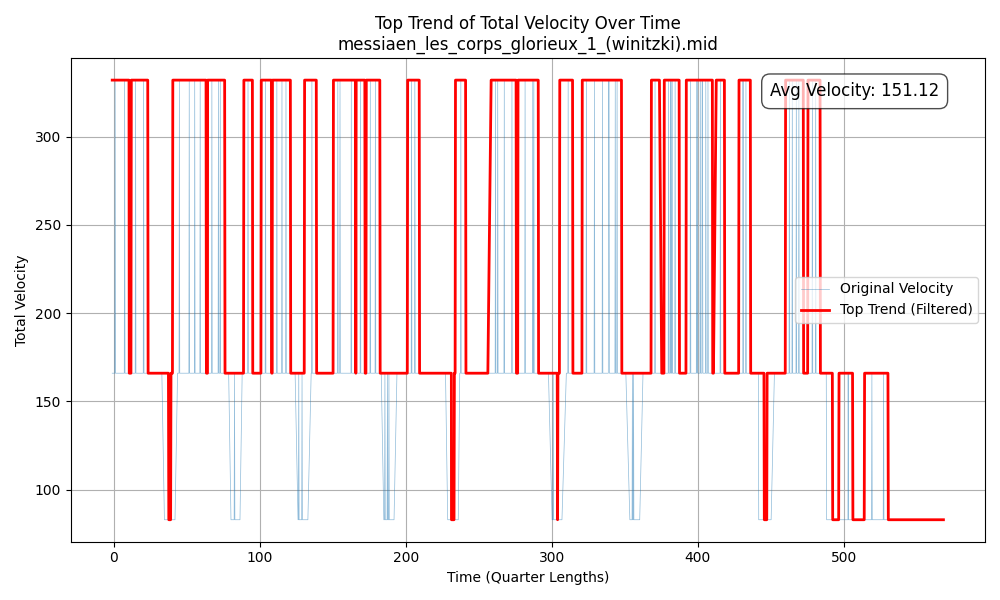 Top Trend of Total Velocity Over Time
messiaen_les_corps_glorieux_1_(winitzki).mid
Avg Velocity: 151.12
300
250
200
150
100
Total Velocity
Original Velocity
Top Trend (Filtered)
0 100 200 300 400 500
Time (Quarter Lengths)